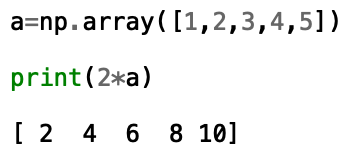 a=np.array([1,2,3,4,5])
print(2*a)
[ 2  4  6  8 10]